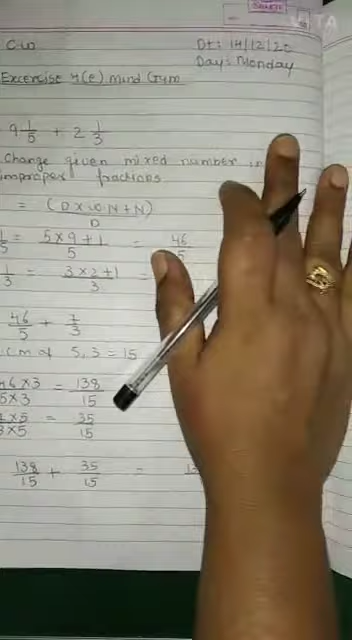 C.W
Dt: 14/12/20
Day: Monday
Excercise 4(e) Mind Gym
9 1/5 + 2 1/3
Change given mixed number in
improper fractions
= (D × W.N + N) / D
1/5 = 5×9+1 / 5 = 46/5
1/3 = 3×2+1 / 3 =
46/5 + 7/3
L.C.M of 5, 3 = 15
46×3 / 5×3 = 138/15
7×5 / 3×5 = 35/15
138/15 + 35/15 =